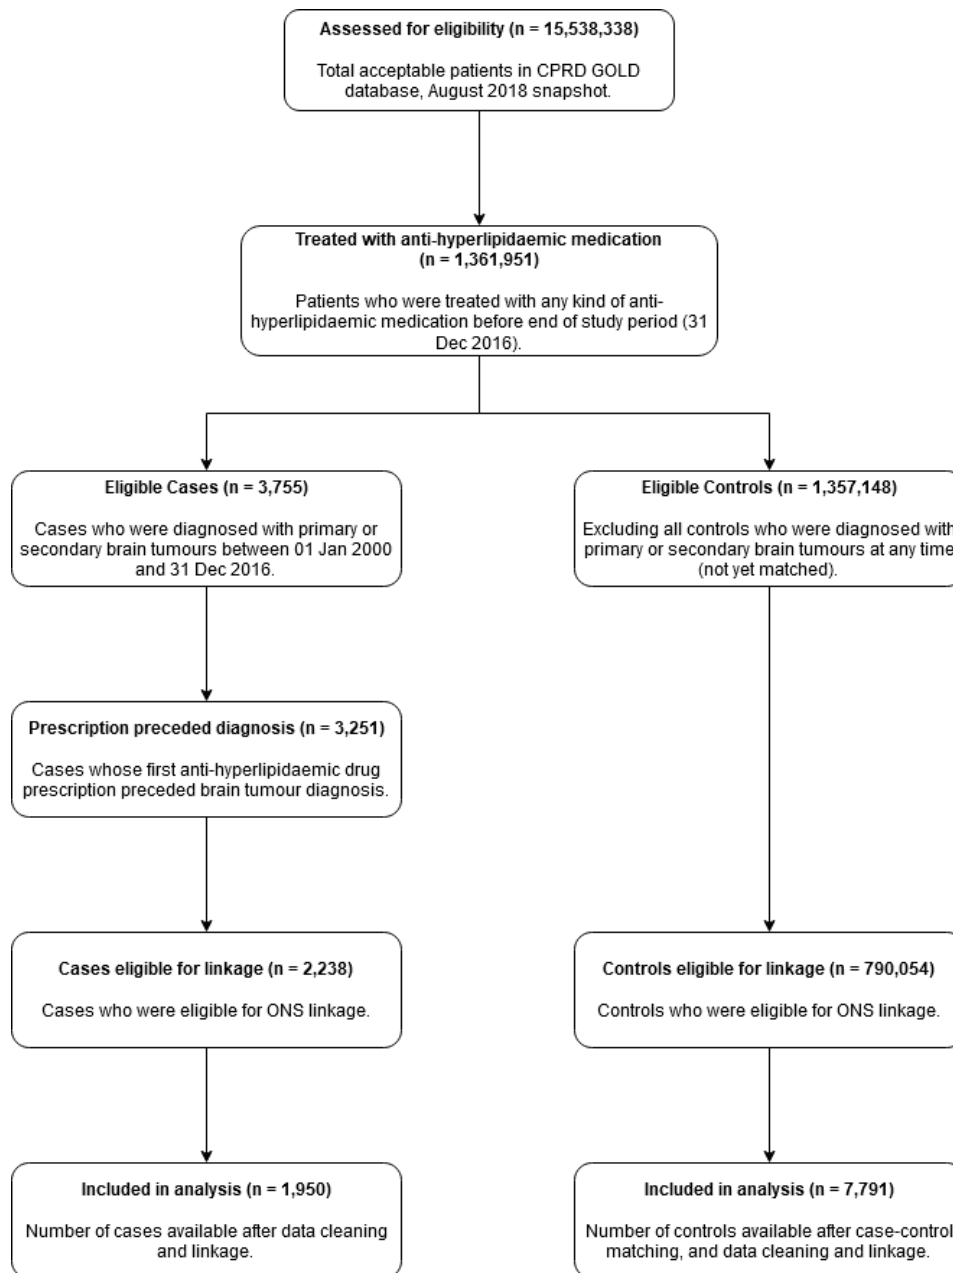 Assessed for eligibility (n = 15,538,338)
Total acceptable patients in CPRD GOLD
database, August 2018 snapshot.
Treated with anti-hyperlipidaemic medication
(n = 1,361,951)
Patients who were treated with any kind of anti-
hyperlipidaemic medication before end of study period (31
Dec 2016).
Eligible Cases (n = 3,755)
Cases who were diagnosed with primary or
secondary brain tumours between 01 Jan 2000
and 31 Dec 2016.
Eligible Controls (n = 1,357,148)
Excluding all controls who were diagnosed with
primary or secondary brain tumours at any time
(not yet matched).
Prescription preceded diagnosis (n = 3,251)
Cases whose first anti-hyperlipidaemic drug
prescription preceded brain tumour diagnosis.
Cases eligible for linkage (n = 2,238)
Cases who were eligible for ONS linkage.
Controls eligible for linkage (n = 790,054)
Controls who were eligible for ONS linkage.
Included in analysis (n = 1,950)
Number of cases available after data cleaning
and linkage.
Included in analysis (n = 7,791)
Number of controls available after case-control
matching, and data cleaning and linkage.